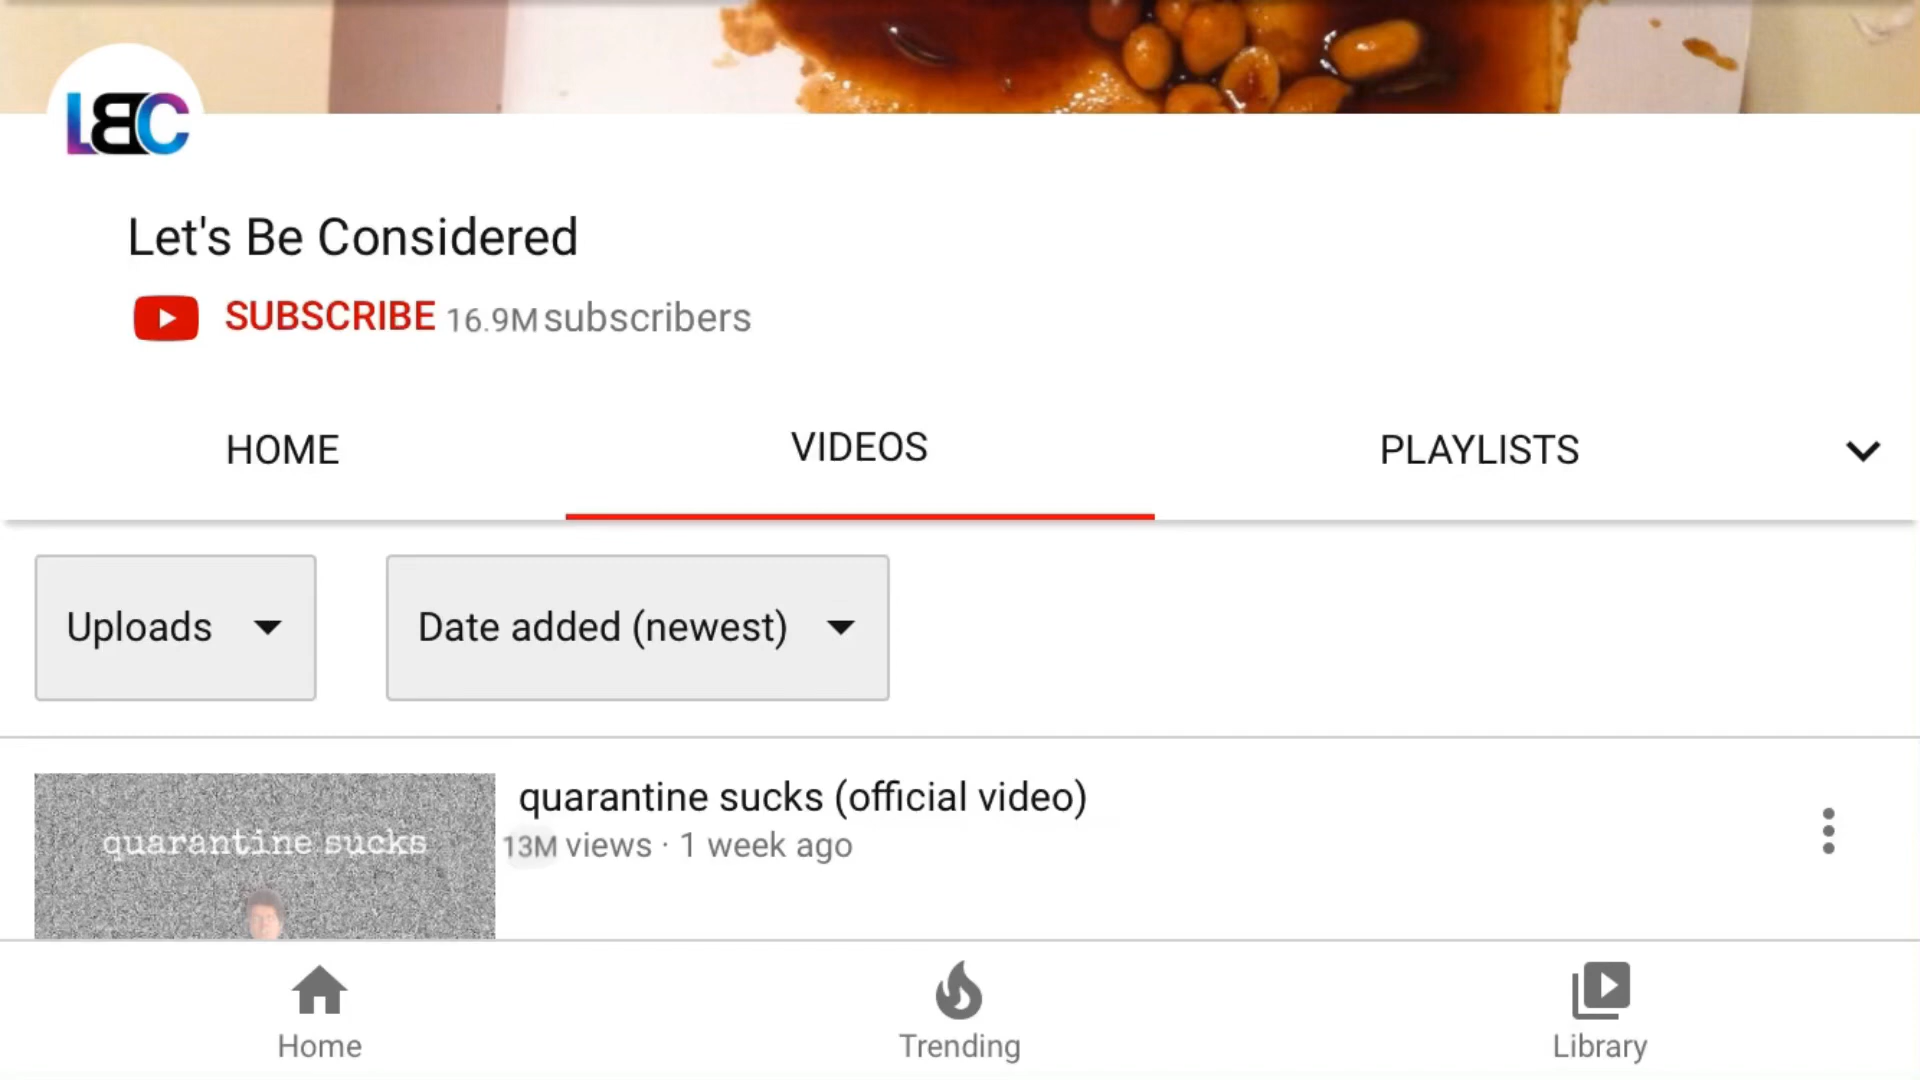 LBC
Let's Be Considered
SUBSCRIBE 16.9M subscribers
HOME VIDEOS PLAYLISTS
Uploads Date added (newest)
quarantine sucks
quarantine sucks (official video)
13M views · 1 week ago
Home Trending Library